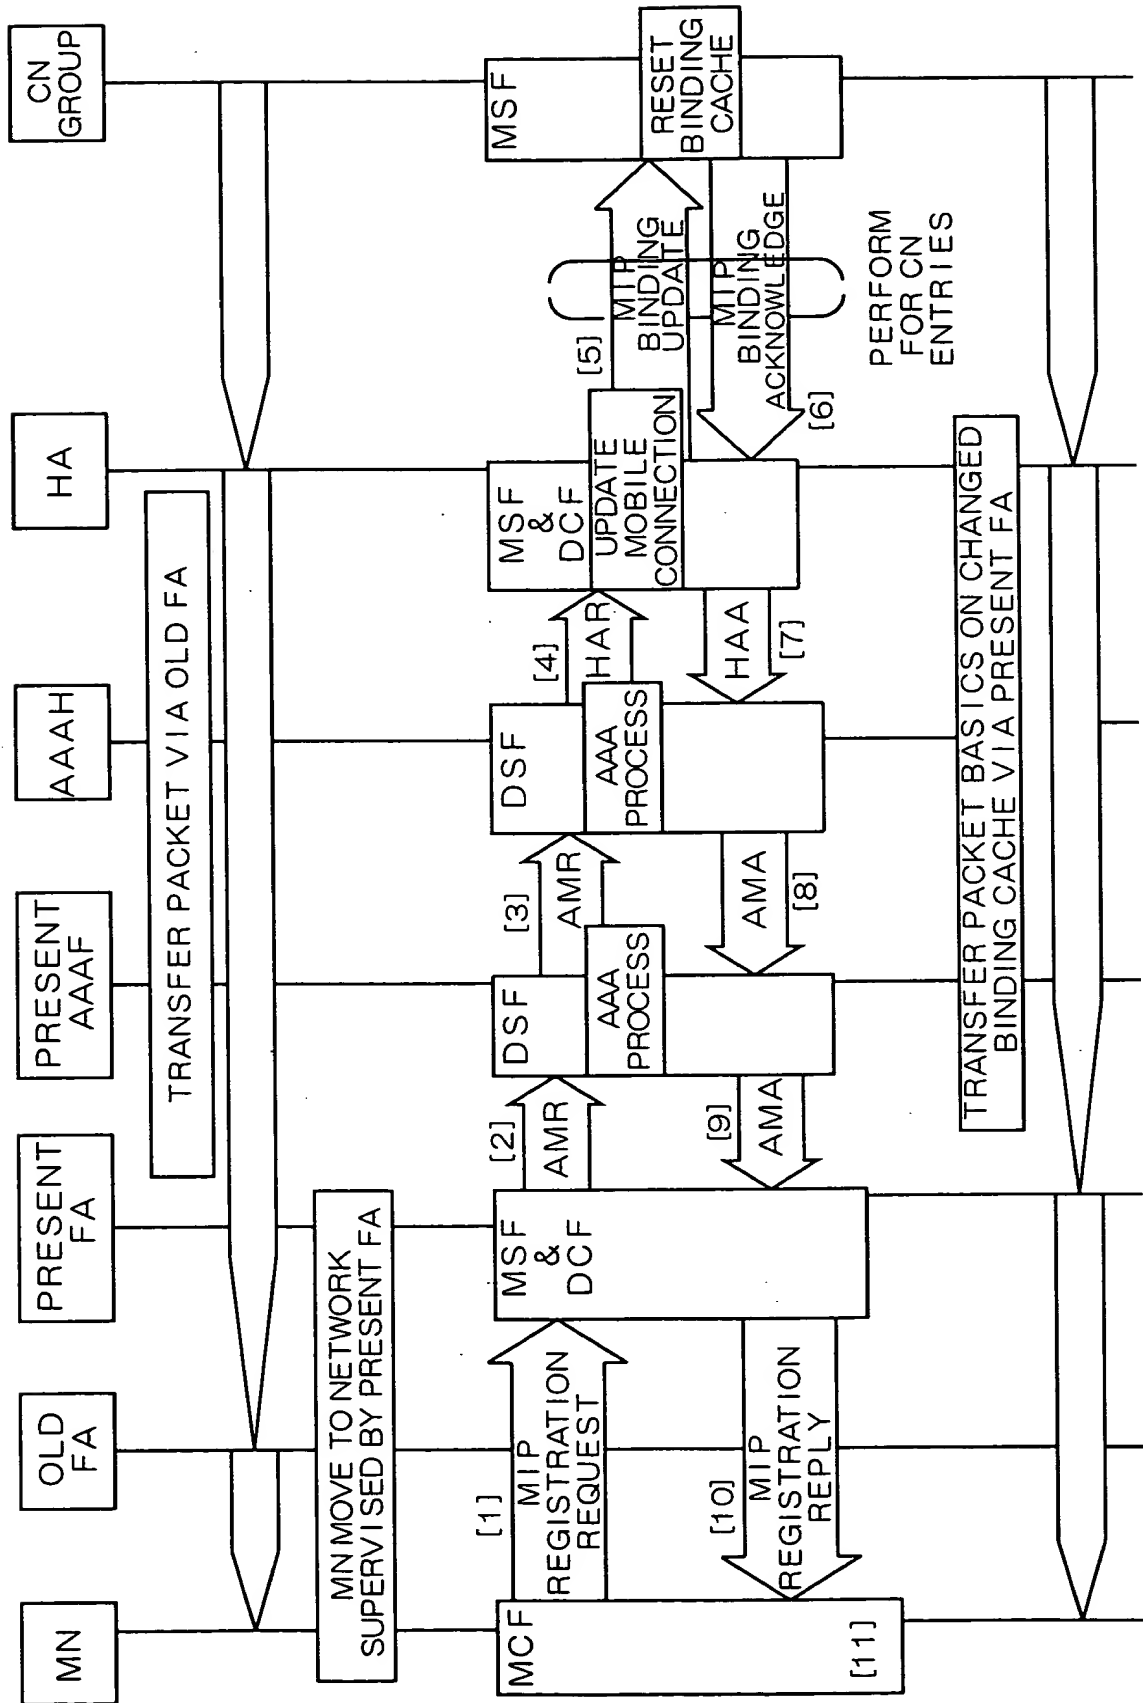 MN
OLD
FA
PRESENT
FA
PRESENT
AAAF
AAAH
HA
CN
GROUP
TRANSFER PACKET VIA OLD FA
MN MOVE TO NETWORK
SUPERVISED BY PRESENT FA
MCF
[1]
MIP
REGISTRATION
REQUEST
MSF
&
DCF
[2]
AMR
DSF
AAA
PROCESS
[3]
AMR
DSF
AAA
PROCESS
[4]
HAR
MSF
&
DCF
UPDATE
MOBILE
CONNECTION
[5]
MIP
BINDING
UPDATE
MSF
RESET
BINDING
CACHE
MIP
BINDING
ACKNOWLEDGE
[6]
PERFORM
FOR CN
ENTRIES
HAA
[7]
AMA
[8]
[9]
AMA
[10]
MIP
REGISTRATION
REPLY
[11]
TRANSFER PACKET BASICS ON CHANGED
BINDING CACHE VIA PRESENT FA